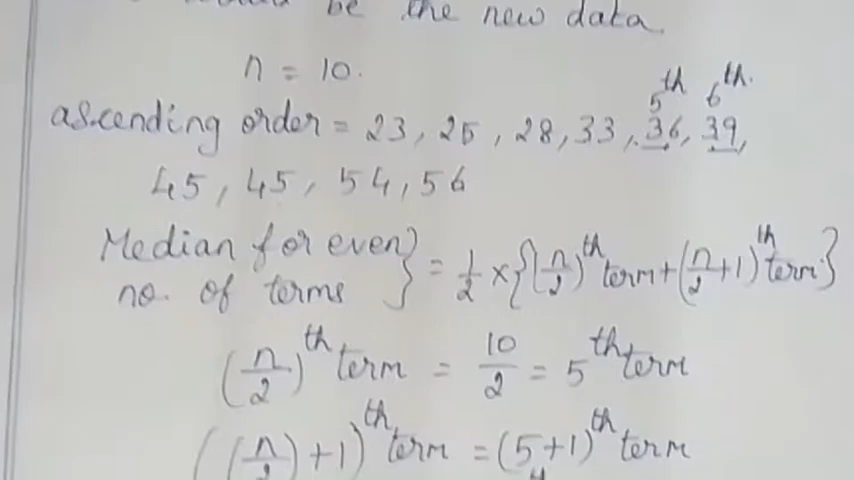 be the new data.
n = 10.
5th 6th.
ascending order = 23, 25, 28, 33, 36, 39,
45, 45, 54, 56
Median for even
no. of terms } = 1/2 × {(n/2)th term + (n/2 + 1)th term}
(n/2)th term = 10/2 = 5th term
((n/2) + 1)th term = (5 + 1)th term